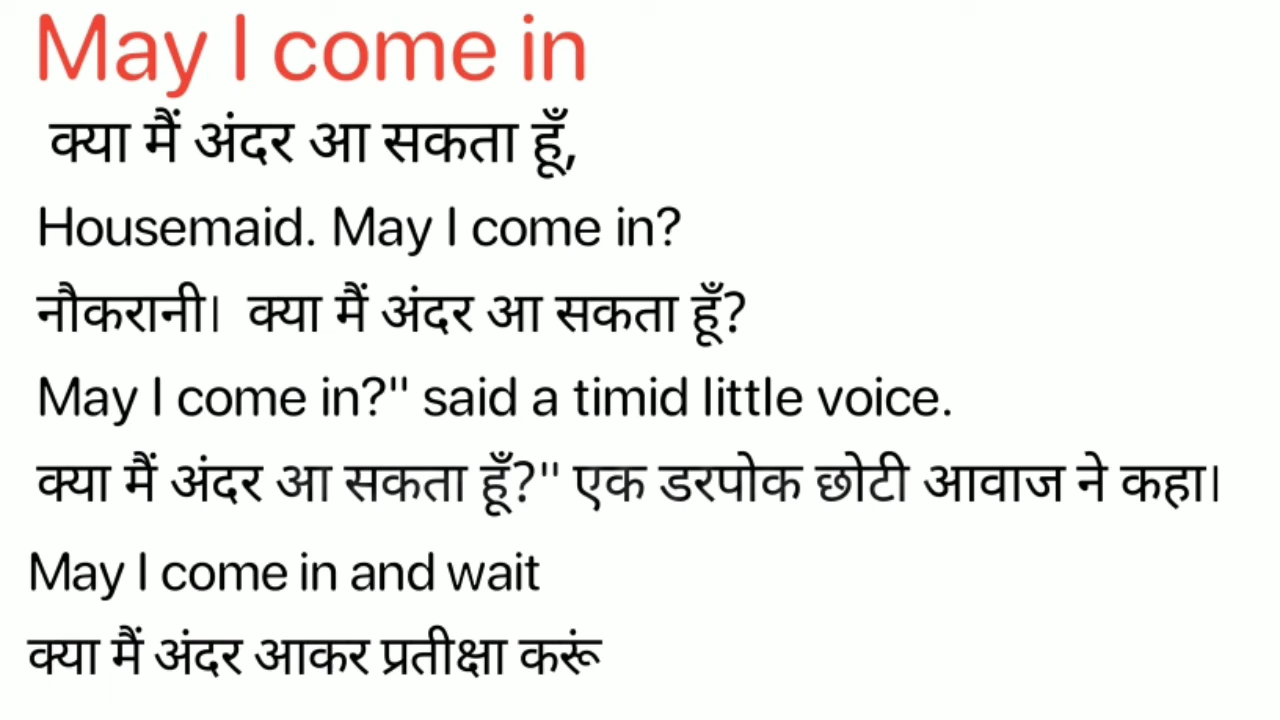 May I come in
क्या मैं अंदर आ सकता हूँ,
Housemaid. May I come in?
नौकरानी। क्या मैं अंदर आ सकता हूँ?
May I come in?" said a timid little voice.
क्या मैं अंदर आ सकता हूँ?" एक डरपोक छोटी आवाज ने कहा।
May I come in and wait
क्या मैं अंदर आकर प्रतीक्षा करूं